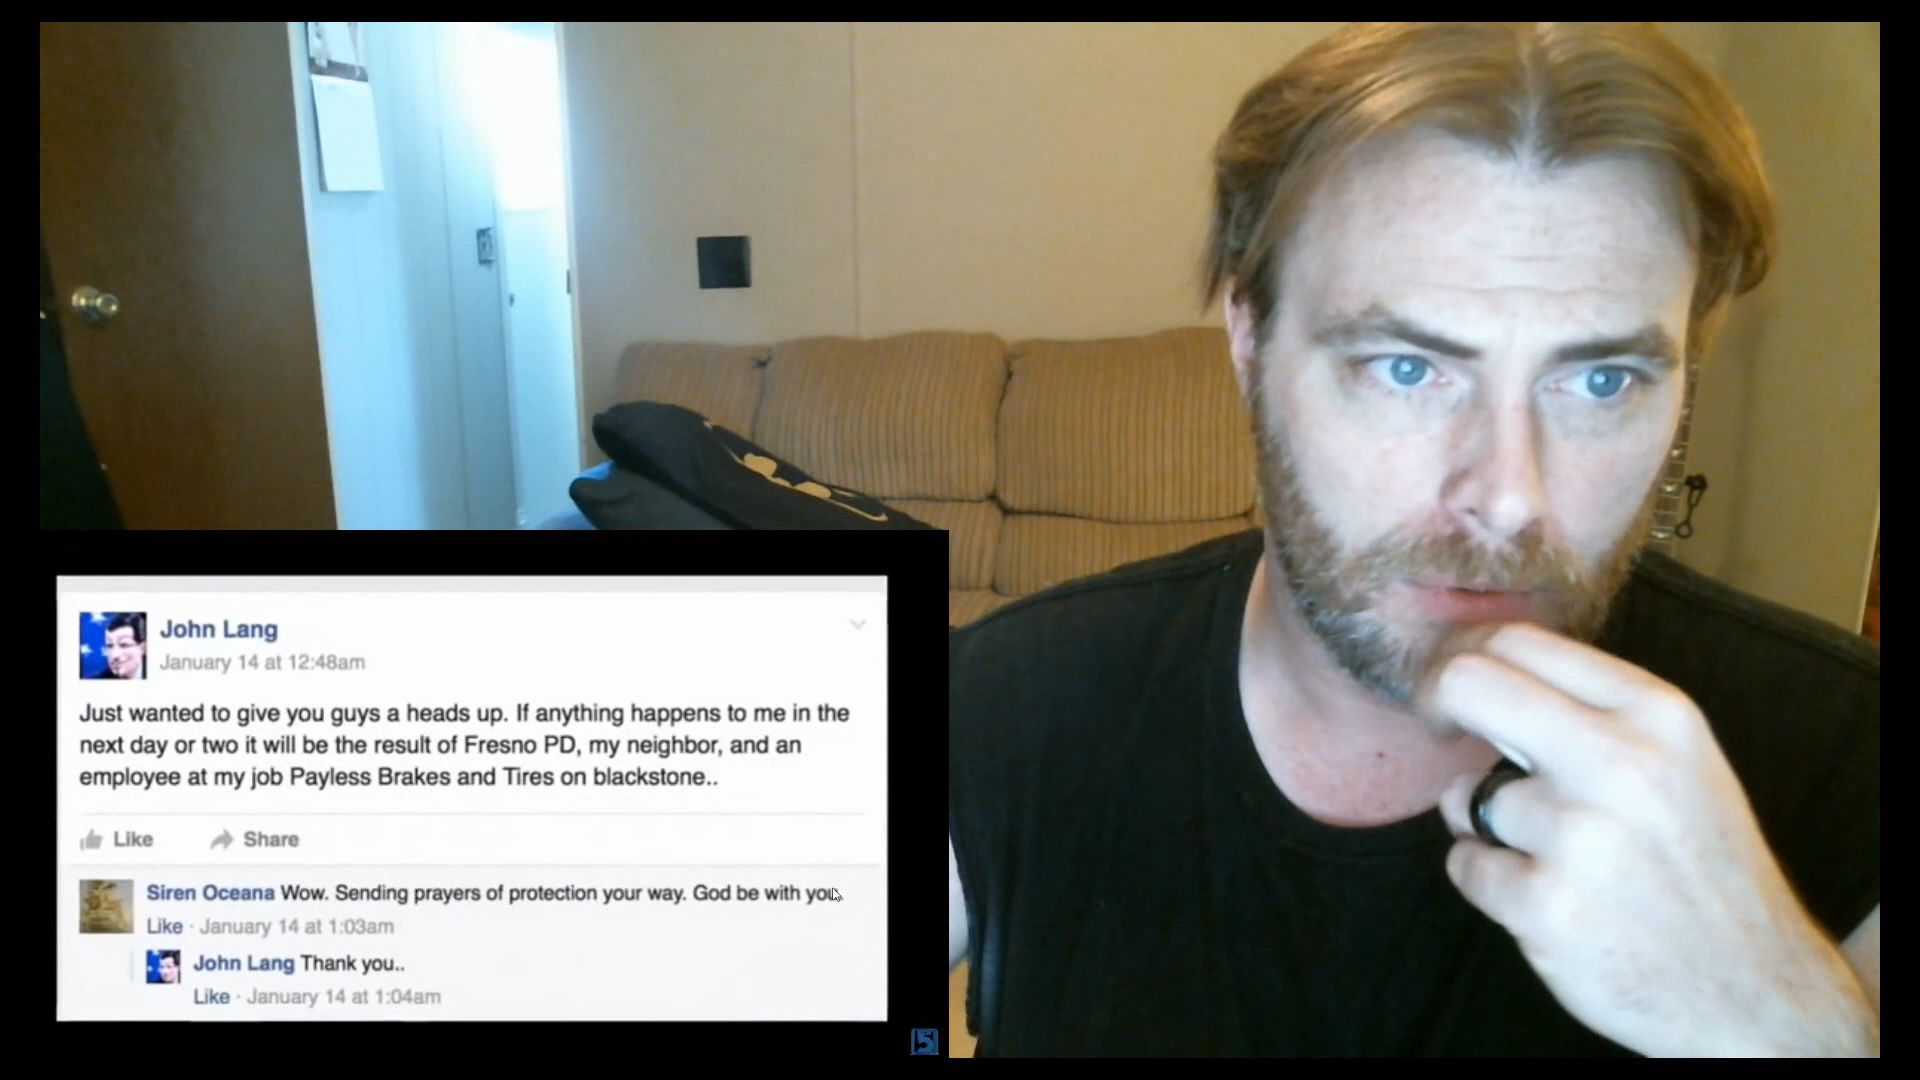 John Lang
January 14 at 12:48am
Just wanted to give you guys a heads up. If anything happens to me in the
next day or two it will be the result of Fresno PD, my neighbor, and an
employee at my job Payless Brakes and Tires on blackstone..
Like Share
Siren Oceana Wow. Sending prayers of protection your way. God be with you.
Like · January 14 at 1:03am
John Lang Thank you..
Like · January 14 at 1:04am
5